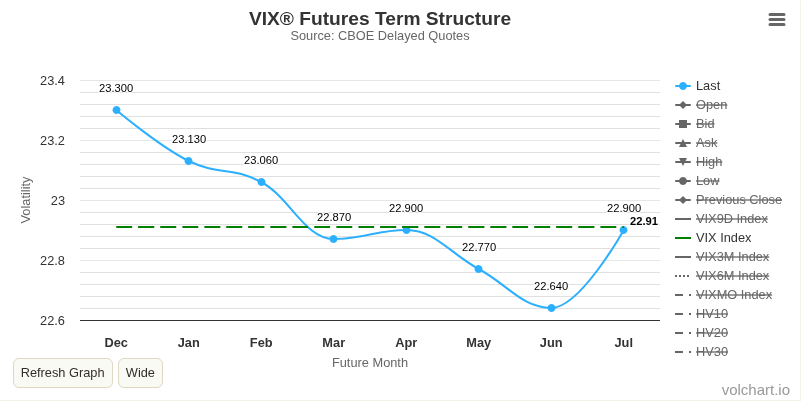 VIX® Futures Term Structure
Source: CBOE Delayed Quotes
Volatility
23.4
23.2
23
22.8
22.6
23.300
23.130
23.060
22.870
22.900
22.770
22.640
22.900
22.91
Dec
Jan
Feb
Mar
Apr
May
Jun
Jul
Future Month
Last
Open
Bid
Ask
High
Low
Previous Close
VIX9D Index
VIX Index
VIX3M Index
VIX6M Index
VIXMO Index
HV10
HV20
HV30
Refresh Graph
Wide
volchart.io